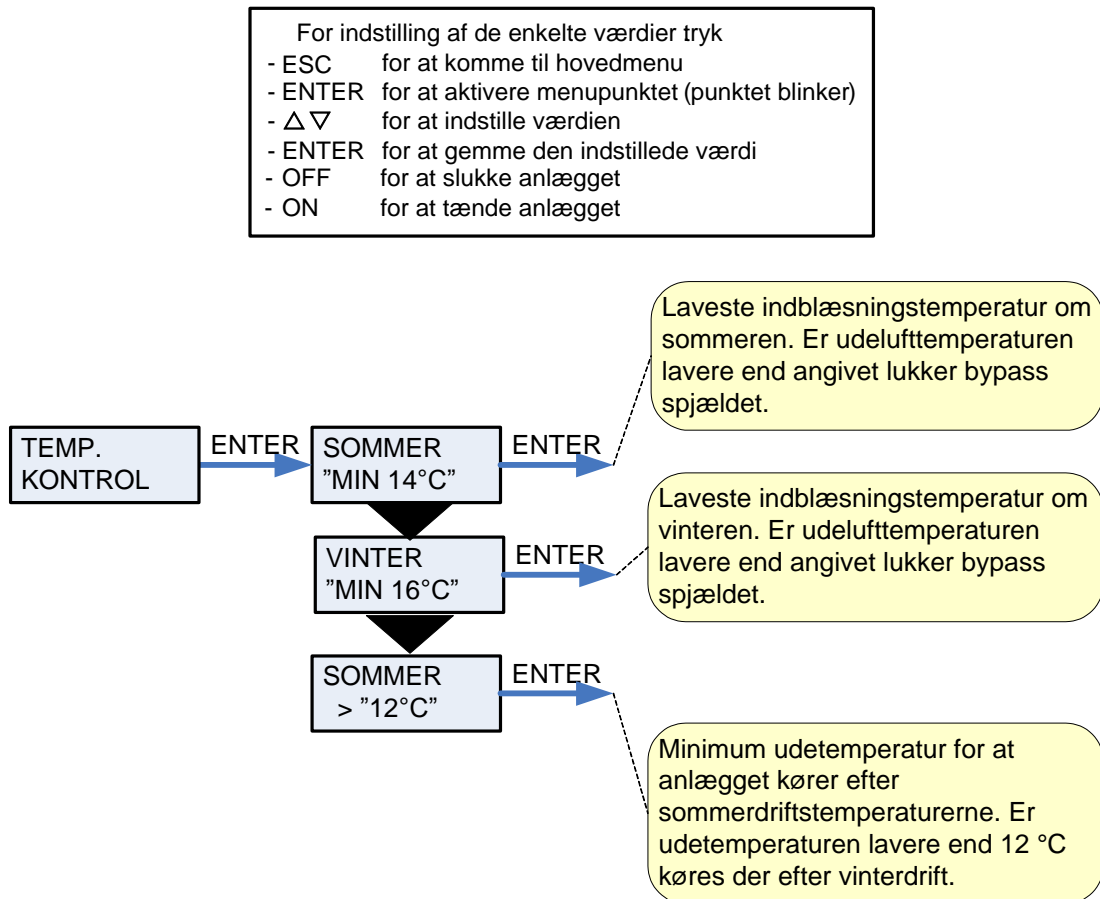 For indstilling af de enkelte værdier tryk
- ESC for at komme til hovedmenu
- ENTER for at aktivere menupunktet (punktet blinker)
- △▽ for at indstille værdien
- ENTER for at gemme den indstillede værdi
- OFF for at slukke anlægget
- ON for at tænde anlægget
Laveste indblæsningstemperatur om
sommeren. Er udelufttemperaturen
lavere end angivet lukker bypass
spjældet.
TEMP.
KONTROL
ENTER
SOMMER
”MIN 14°C”
ENTER
Laveste indblæsningstemperatur om
vinteren. Er udelufttemperaturen
lavere end angivet lukker bypass
spjældet.
VINTER
”MIN 16°C”
ENTER
SOMMER
> ”12°C”
ENTER
Minimum udetemperatur for at
anlægget kører efter
sommerdriftstemperaturerne. Er
udetemperaturen lavere end 12 °C
køres der efter vinterdrift.